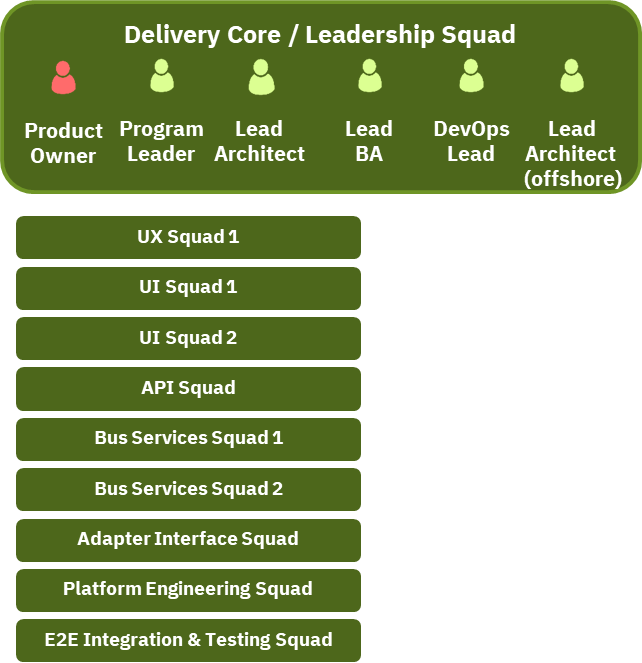 Delivery Core / Leadership Squad
Product
Owner
Program
Leader
Lead
Architect
Lead
BA
DevOps
Lead
Lead
Architect
(offshore)
UX Squad 1
UI Squad 1
UI Squad 2
API Squad
Bus Services Squad 1
Bus Services Squad 2
Adapter Interface Squad
Platform Engineering Squad
E2E Integration & Testing Squad